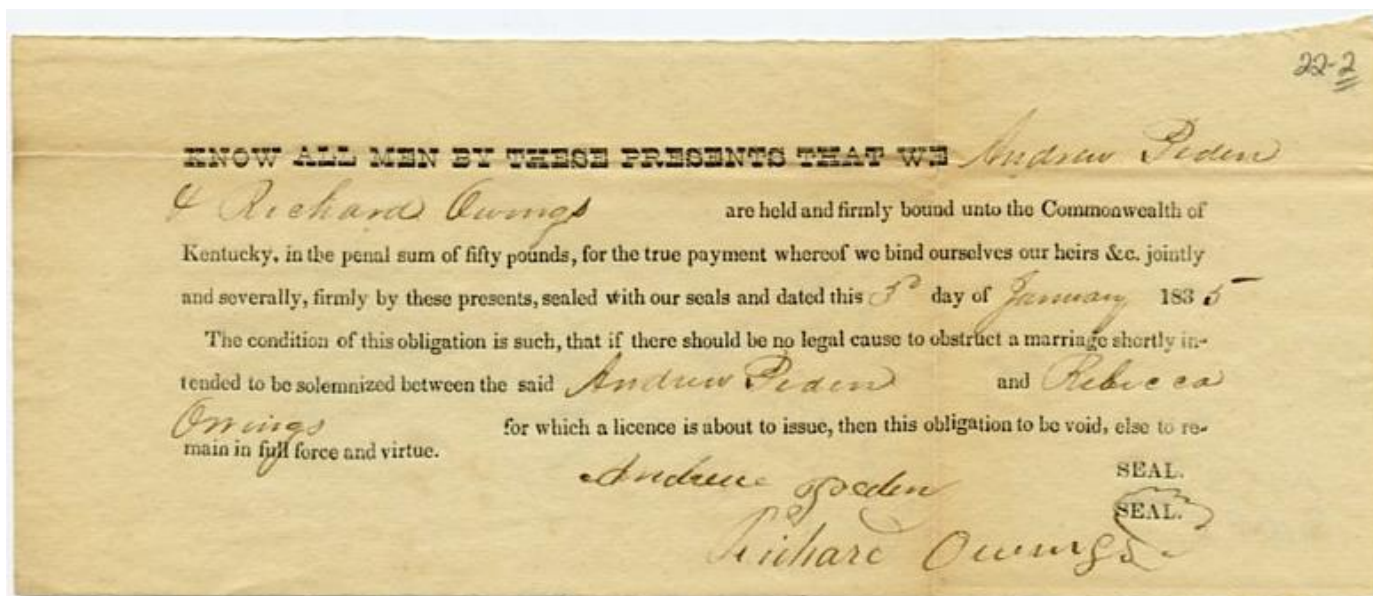 22-2
KNOW ALL MEN BY THESE PRESENTS THAT WE Andrew Peden
& Richard Owings are held and firmly bound unto the Commonwealth of
Kentucky, in the penal sum of fifty pounds, for the true payment whereof we bind ourselves our heirs &c. jointly
and severally, firmly by these presents, sealed with our seals and dated this day of January 1835
The condition of this obligation is such, that if there should be no legal cause to obstruct a marriage shortly in-
tended to be solemnized between the said Andrew Peden and Rebecca
Owings for which a licence is about to issue, then this obligation to be void, else to re-
main in full force and virtue.
Andrew Peden SEAL.
Richard Owings SEAL.